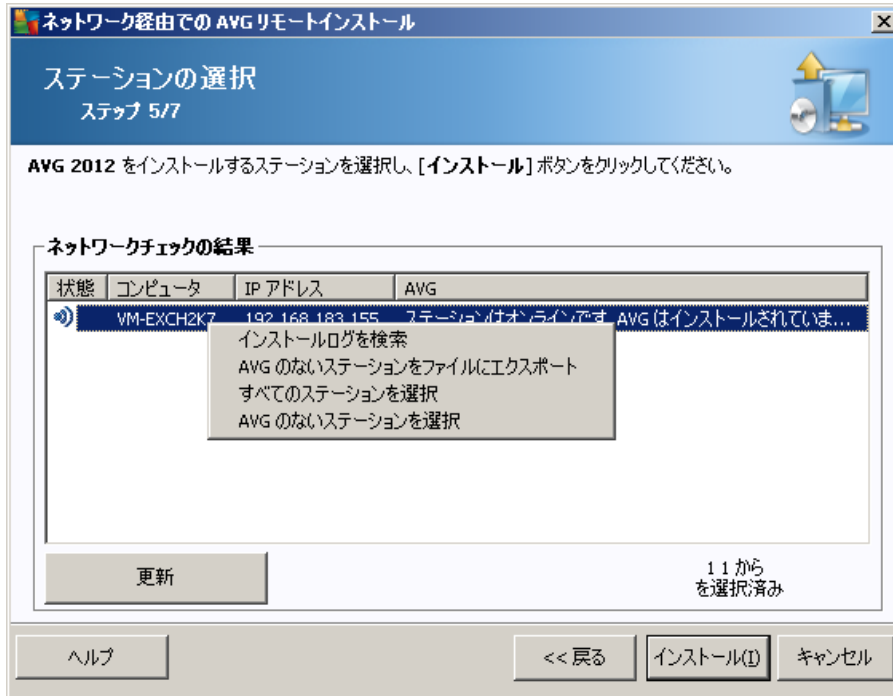 ネットワーク経由での AVG リモートインストール
ステーションの選択
ステップ 5/7
AVG 2012 をインストールするステーションを選択し、[インストール] ボタンをクリックしてください。
ネットワークチェックの結果
状態 コンピュータ IP アドレス AVG
VM-EXCH2K7 192.168.183.155 ステーションはオンラインです。AVG はインストールされていま...
インストールログを検索
AVG のないステーションをファイルにエクスポート
すべてのステーションを選択
AVG のないステーションを選択
更新
1 1 から
を選択済み
ヘルプ
<< 戻る
インストール(I)
キャンセル